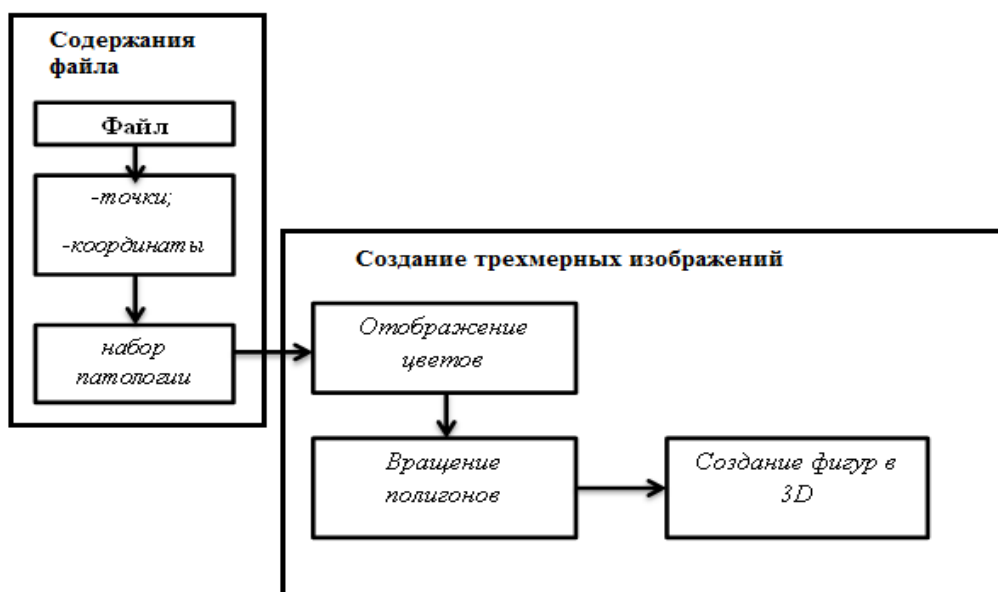 Содержания
файла
Файл
-точки;
-координаты
набор
патологии
Создание трехмерных изображений
Отображение
цветов
Вращение
полигонов
Создание фигур в
3D